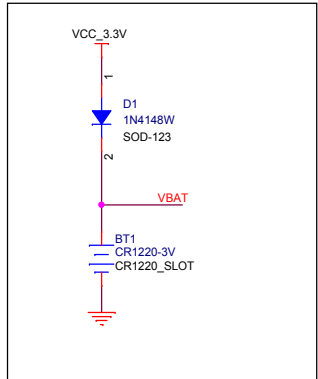 VCC_3.3V
1
D1
1N4148W
SOD-123
2
VBAT
BT1
CR1220-3V
CR1220_SLOT